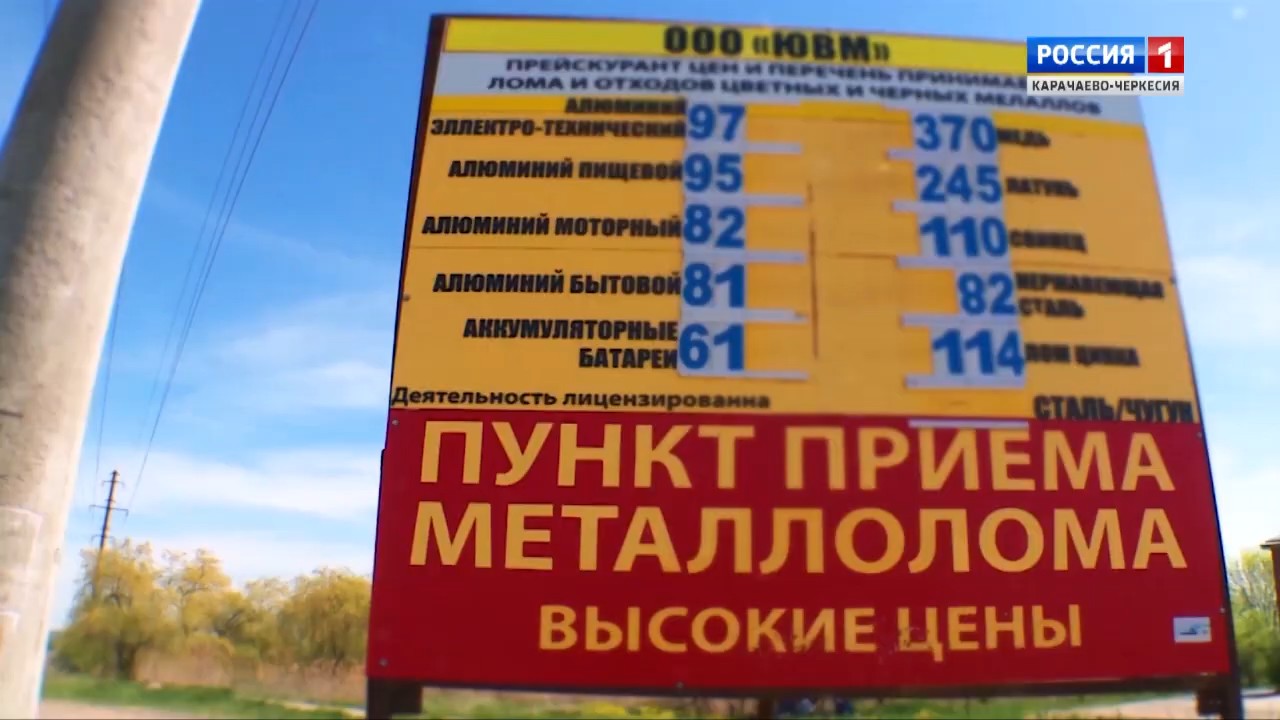 РОССИЯ 1
КАРАЧАЕВО-ЧЕРКЕСИЯ
ООО «ЮВМ»
ПРЕЙСКУРАНТ ЦЕН И ПЕРЕЧЕНЬ ПРИНИМАЕ
ЛОМА И ОТХОДОВ ЦВЕТНЫХ И ЧЕРНЫХ МЕЛАЛЛОВ
АЛЮМИНИЙ
ЭЛЛЕКТРО-ТЕХНИЧЕСКИЙ 97 370 МЕДЬ
АЛЮМИНИЙ ПИЩЕВОЙ 95 245 ЛАТУНЬ
АЛЮМИНИЙ МОТОРНЫЙ 82 110 СВИНЕЦ
АЛЮМИНИЙ БЫТОВОЙ 81 82 НЕРЖАВЕЮЩАЯ
СТАЛЬ
АККУМУЛЯТОРНЫЕ
БАТАРЕИ 61 114 ЛОМ ЦИНКА
Деятельность лицензированна СТАЛЬ/ЧУГУН
ПУНКТ ПРИЕМА
МЕТАЛЛОЛОМА
ВЫСОКИЕ ЦЕНЫ